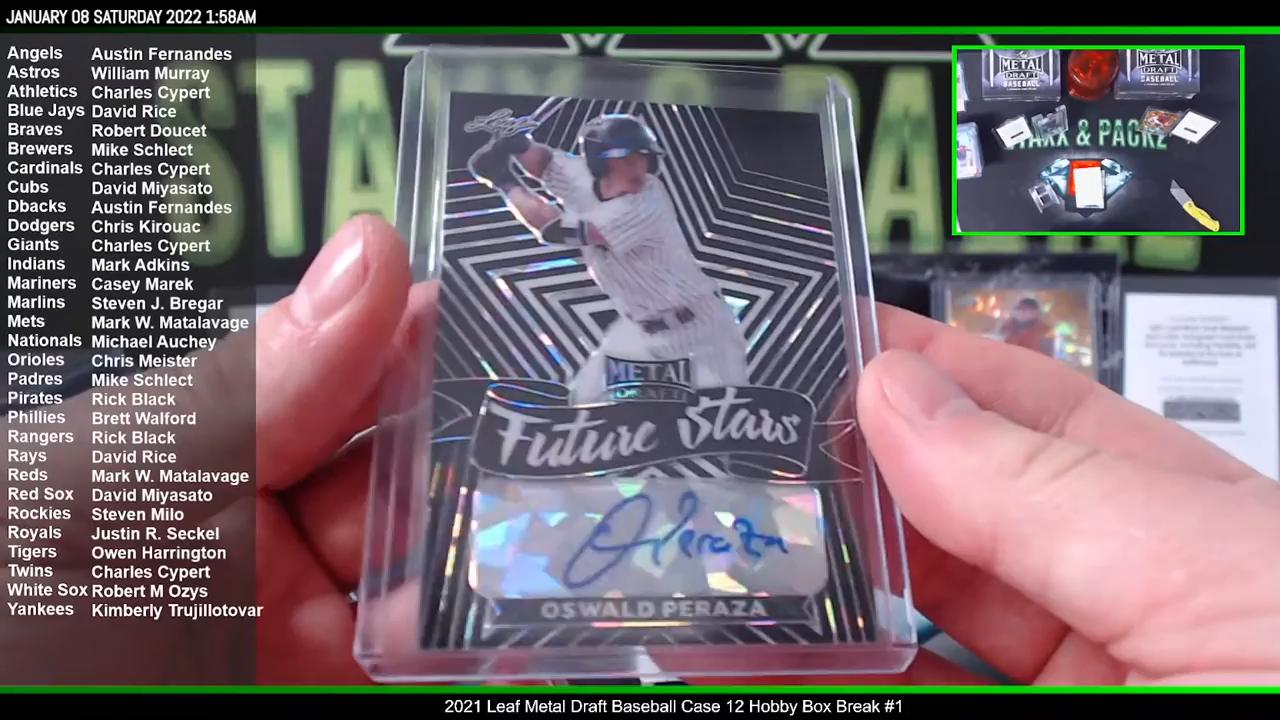 JANUARY 08 SATURDAY 2022 1:58AM
Angels Austin Fernandes
Astros William Murray
Athletics Charles Cypert
Blue Jays David Rice
Braves Robert Doucet
Brewers Mike Schlect
Cardinals Charles Cypert
Cubs David Miyasato
Dbacks Austin Fernandes
Dodgers Chris Kirouac
Giants Charles Cypert
Indians Mark Adkins
Mariners Casey Marek
Marlins Steven J. Bregar
Mets Mark W. Matalavage
Nationals Michael Auchey
Orioles Chris Meister
Padres Mike Schlect
Pirates Rick Black
Phillies Brett Walford
Rangers Rick Black
Rays David Rice
Reds Mark W. Matalavage
Red Sox David Miyasato
Rockies Steven Milo
Royals Justin R. Seckel
Tigers Owen Harrington
Twins Charles Cypert
White Sox Robert M Ozys
Yankees Kimberly Trujillotovar
Leaf
METAL
DRAFT
Future Stars
O Peraza
OSWALD PERAZA
METAL
DRAFT
BASEBALL
METAL
DRAFT
BASEBALL
& PACKZ
2021 Leaf Metal Draft Baseball Case 12 Hobby Box Break #1